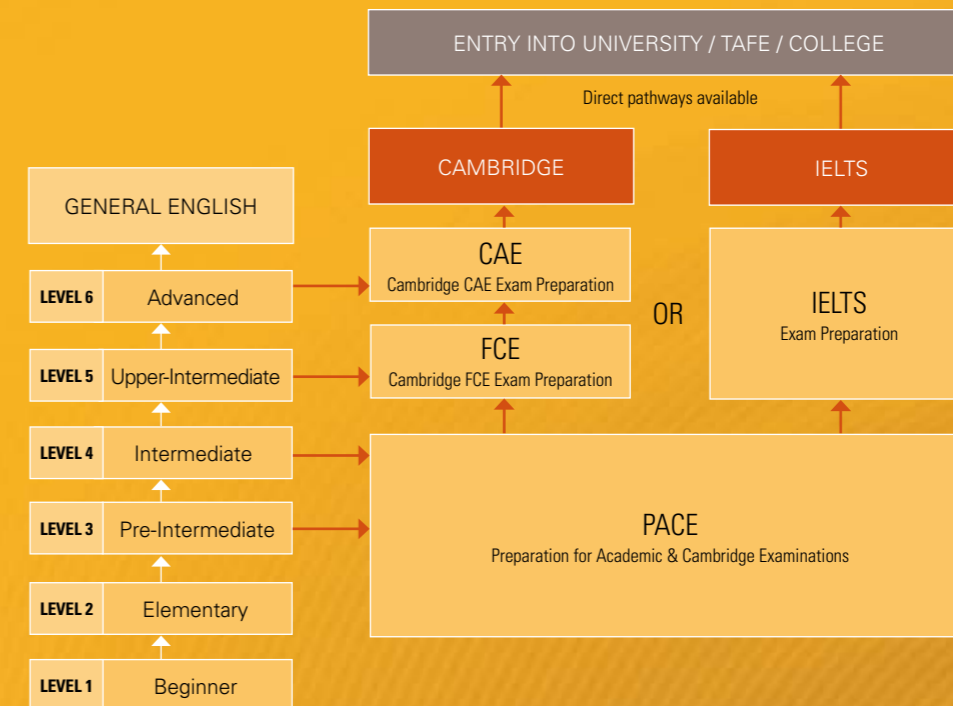 ENTRY INTO UNIVERSITY / TAFE / COLLEGE
Direct pathways available
CAMBRIDGE
IELTS
GENERAL ENGLISH
CAE
Cambridge CAE Exam Preparation
LEVEL 6 Advanced
OR
IELTS
Exam Preparation
FCE
Cambridge FCE Exam Preparation
LEVEL 5 Upper-Intermediate
LEVEL 4 Intermediate
PACE
Preparation for Academic & Cambridge Examinations
LEVEL 3 Pre-Intermediate
LEVEL 2 Elementary
LEVEL 1 Beginner